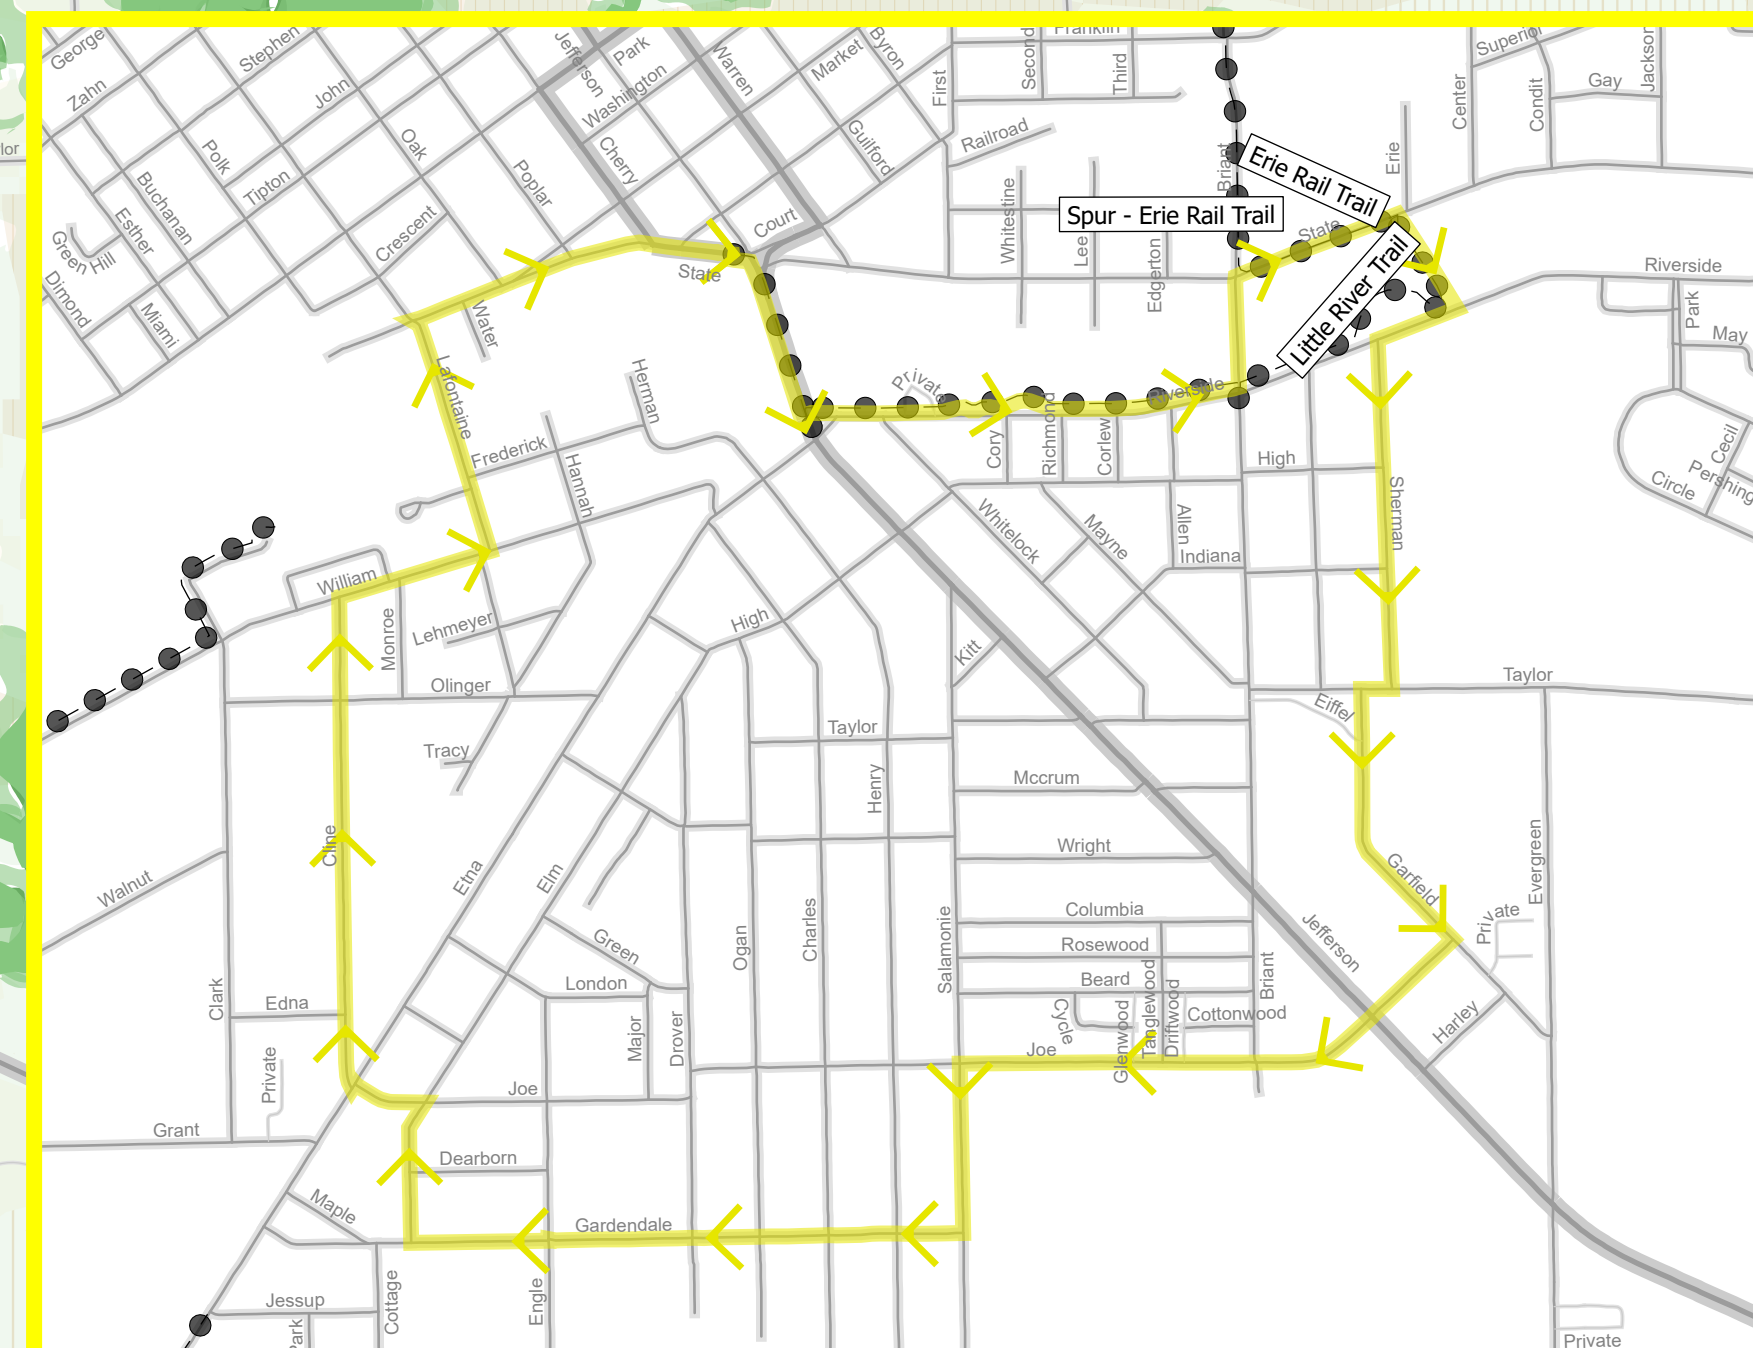 George
Zahn
Stephen
John
Polk
Tipton
Buchanan
Esther
Green Hill
Dimond
Miami
Crescent
Oak
Poplar
Jefferson
Park
Washington
Cherry
Warren
Market
Byron
Guilford
Court
State
Water
Lafontaine
First
Second
Franklin
Third
Railroad
Whitestine
Lee
Edgerton
Briant
Erie Rail Trail
Spur - Erie Rail Trail
State
Little River Trail
Erie
Center
Superior
Condit
Gay
Jackson
Riverside
Park
May
Cecil
Pershing
Circle
lor
Herman
Frederick
Hannah
Private
Riverside
Cory
Richmond
Corlew
High
Sherman
Whitelock
Mayne
Allen
Indiana
William
Monroe
Lehmeyer
Olinger
Tracy
High
Kitt
Taylor
Eiffel
Taylor
Henry
Mccrum
Wright
Cline
Walnut
Etna
Elm
Garfield
Evergreen
Private
Columbia
Rosewood
Beard
Salamonie
Charles
Ogan
Green
London
Major
Drover
Clark
Edna
Private
Cycle
Glenwood
Tanglewood
Driftwood
Cottonwood
Briant
Jefferson
Harley
Joe
Joe
Grant
Dearborn
Maple
Gardendale
Engle
Cottage
Jessup
Park
Private